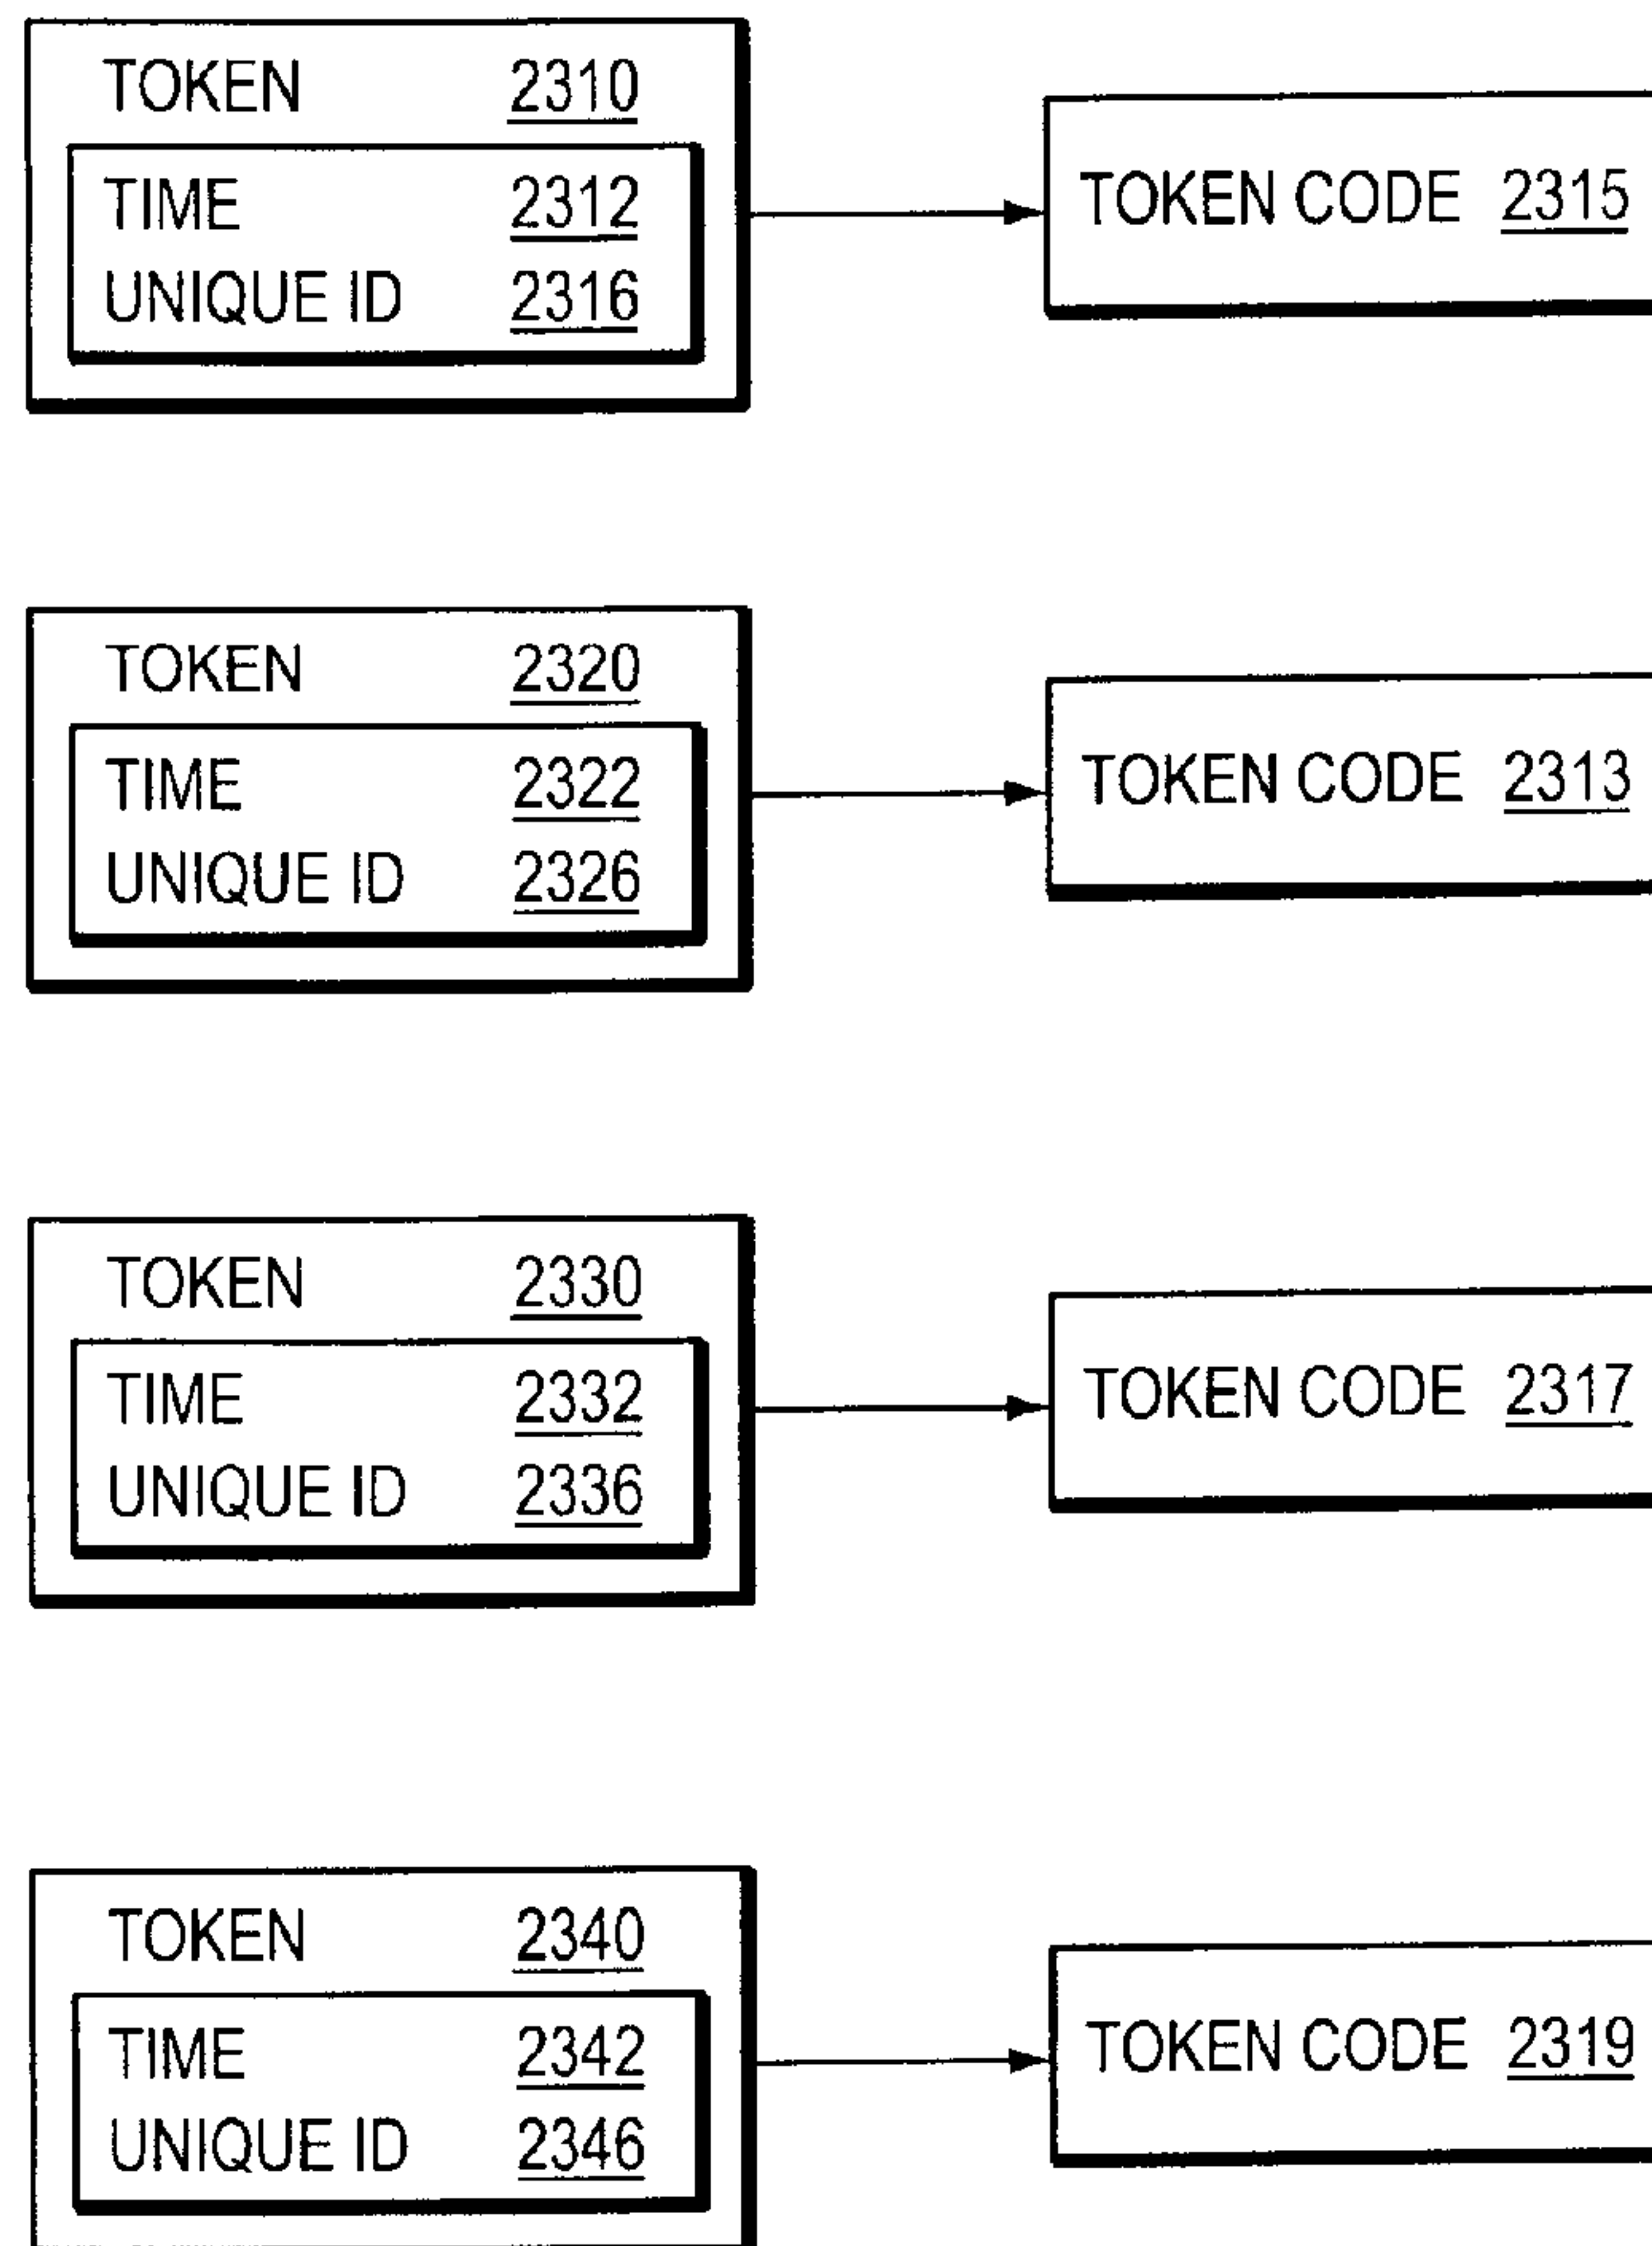 TOKEN 2310
TIME 2312
UNIQUE ID 2316
TOKEN CODE 2315
TOKEN 2320
TIME 2322
UNIQUE ID 2326
TOKEN CODE 2313
TOKEN 2330
TIME 2332
UNIQUE ID 2336
TOKEN CODE 2317
TOKEN 2340
TIME 2342
UNIQUE ID 2346
TOKEN CODE 2319